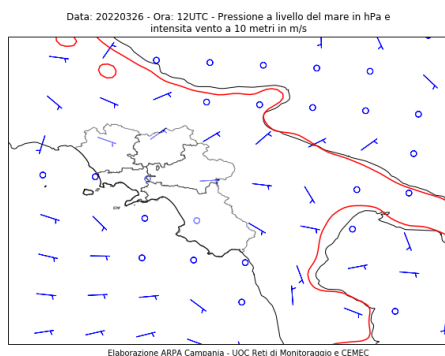 Data: 20220326 - Ora: 12UTC - Pressione a livello del mare in hPa e
intensita vento a 10 metri in m/s
Elaborazione ARPA Campania - UOC Reti di Monitoraggio e CEMEC